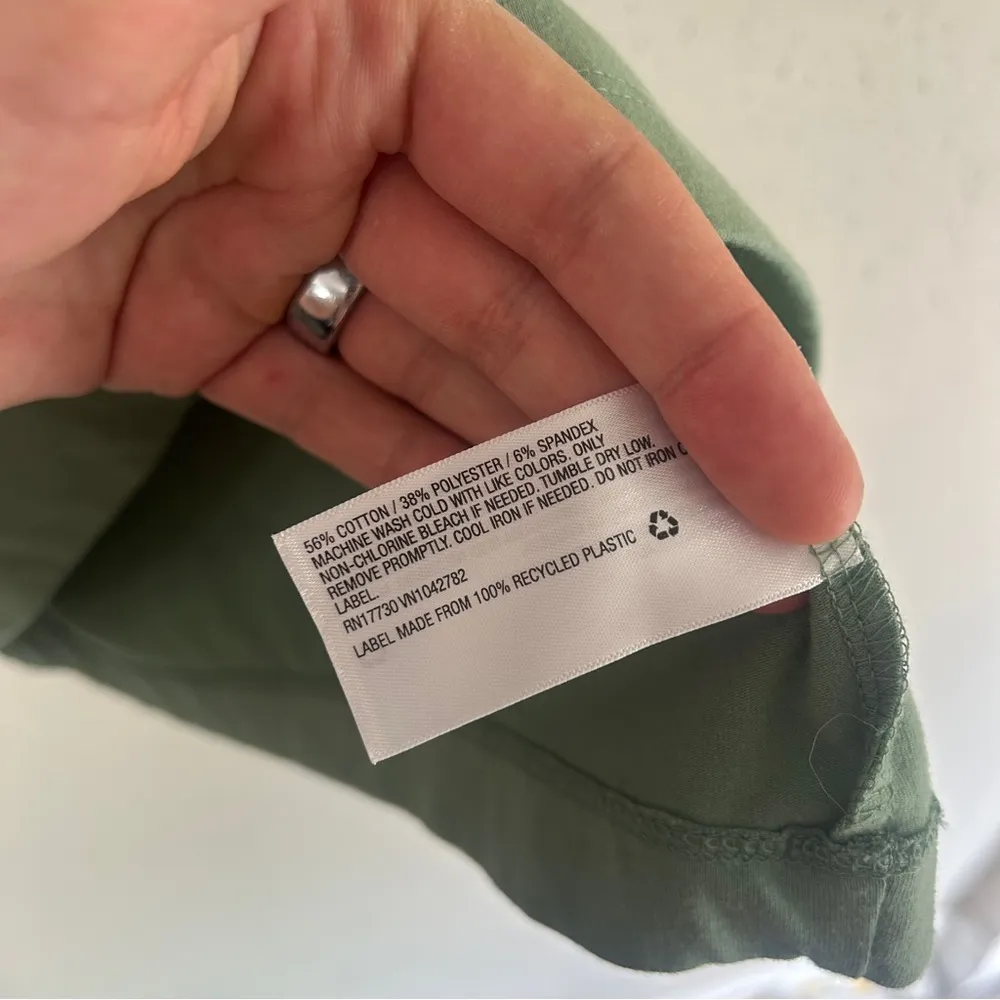 56% COTTON / 38% POLYESTER / 6% SPANDEX
MACHINE WASH COLD WITH LIKE COLORS. ONLY
NON-CHLORINE BLEACH IF NEEDED. TUMBLE DRY LOW.
REMOVE PROMPTLY. COOL IRON IF NEEDED. DO NOT IRON
LABEL.
RN17730 VN1042782
LABEL MADE FROM 100% RECYCLED PLASTIC